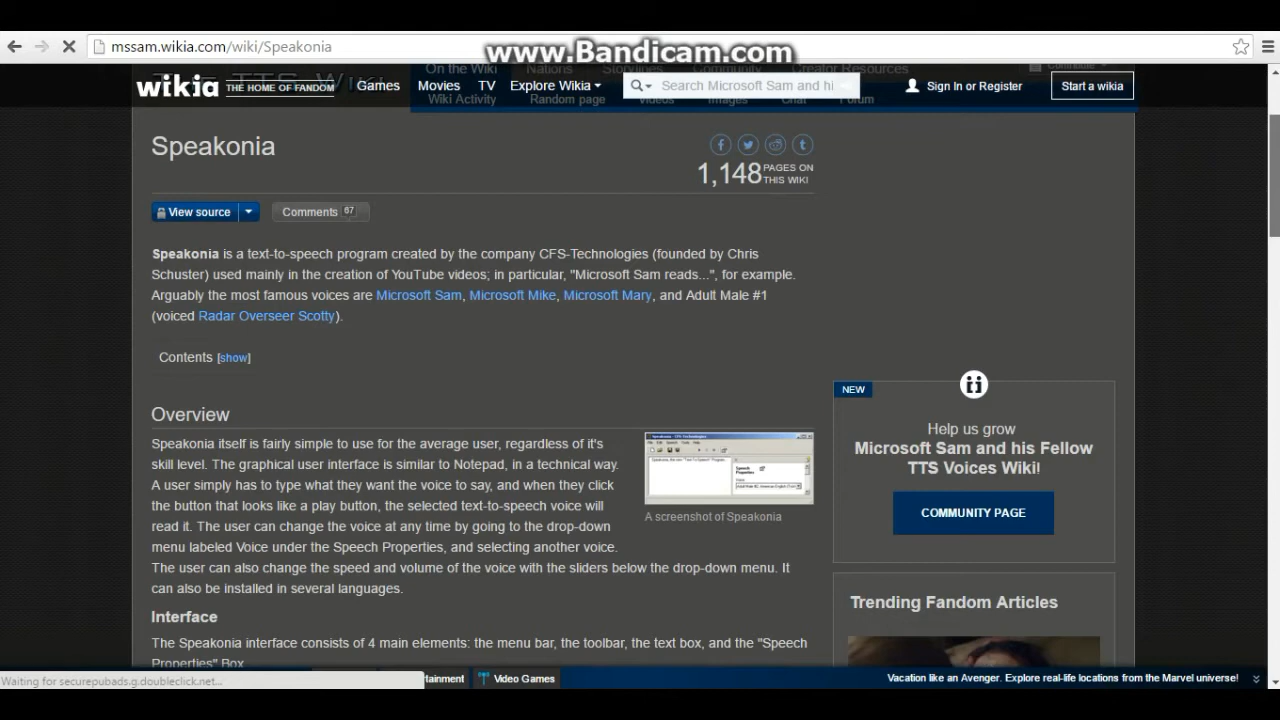 mssam.wikia.com/wiki/Speakonia
www.Bandicam.com
On the Wiki Nations Storylines Community Creator Resources Contribute
wikia THE HOME OF FANDOM Games Movies TV Explore Wikia Search Microsoft Sam and hi Sign In or Register Start a wikia
Wiki Activity Random page Videos Images Chat Forum
Speakonia
1,148 PAGES ON
THIS WIKI
View source Comments 67
Speakonia is a text-to-speech program created by the company CFS-Technologies (founded by Chris
Schuster) used mainly in the creation of YouTube videos; in particular, "Microsoft Sam reads...", for example.
Arguably the most famous voices are Microsoft Sam, Microsoft Mike, Microsoft Mary, and Adult Male #1
(voiced Radar Overseer Scotty).
Contents [show]
Overview
Speakonia itself is fairly simple to use for the average user, regardless of it's
skill level. The graphical user interface is similar to Notepad, in a technical way.
A user simply has to type what they want the voice to say, and when they click
the button that looks like a play button, the selected text-to-speech voice will
read it. The user can change the voice at any time by going to the drop-down
menu labeled Voice under the Speech Properties, and selecting another voice.
The user can also change the speed and volume of the voice with the sliders below the drop-down menu. It
can also be installed in several languages.
Speech
Properties
A screenshot of Speakonia
Interface
The Speakonia interface consists of 4 main elements: the menu bar, the toolbar, the text box, and the "Speech
Properties" Box
NEW
Help us grow
Microsoft Sam and his Fellow
TTS Voices Wiki!
COMMUNITY PAGE
Trending Fandom Articles
Waiting for securepubads.g.doubleclick.net...
rtainment Video Games Vacation like an Avenger. Explore real-life locations from the Marvel universe!